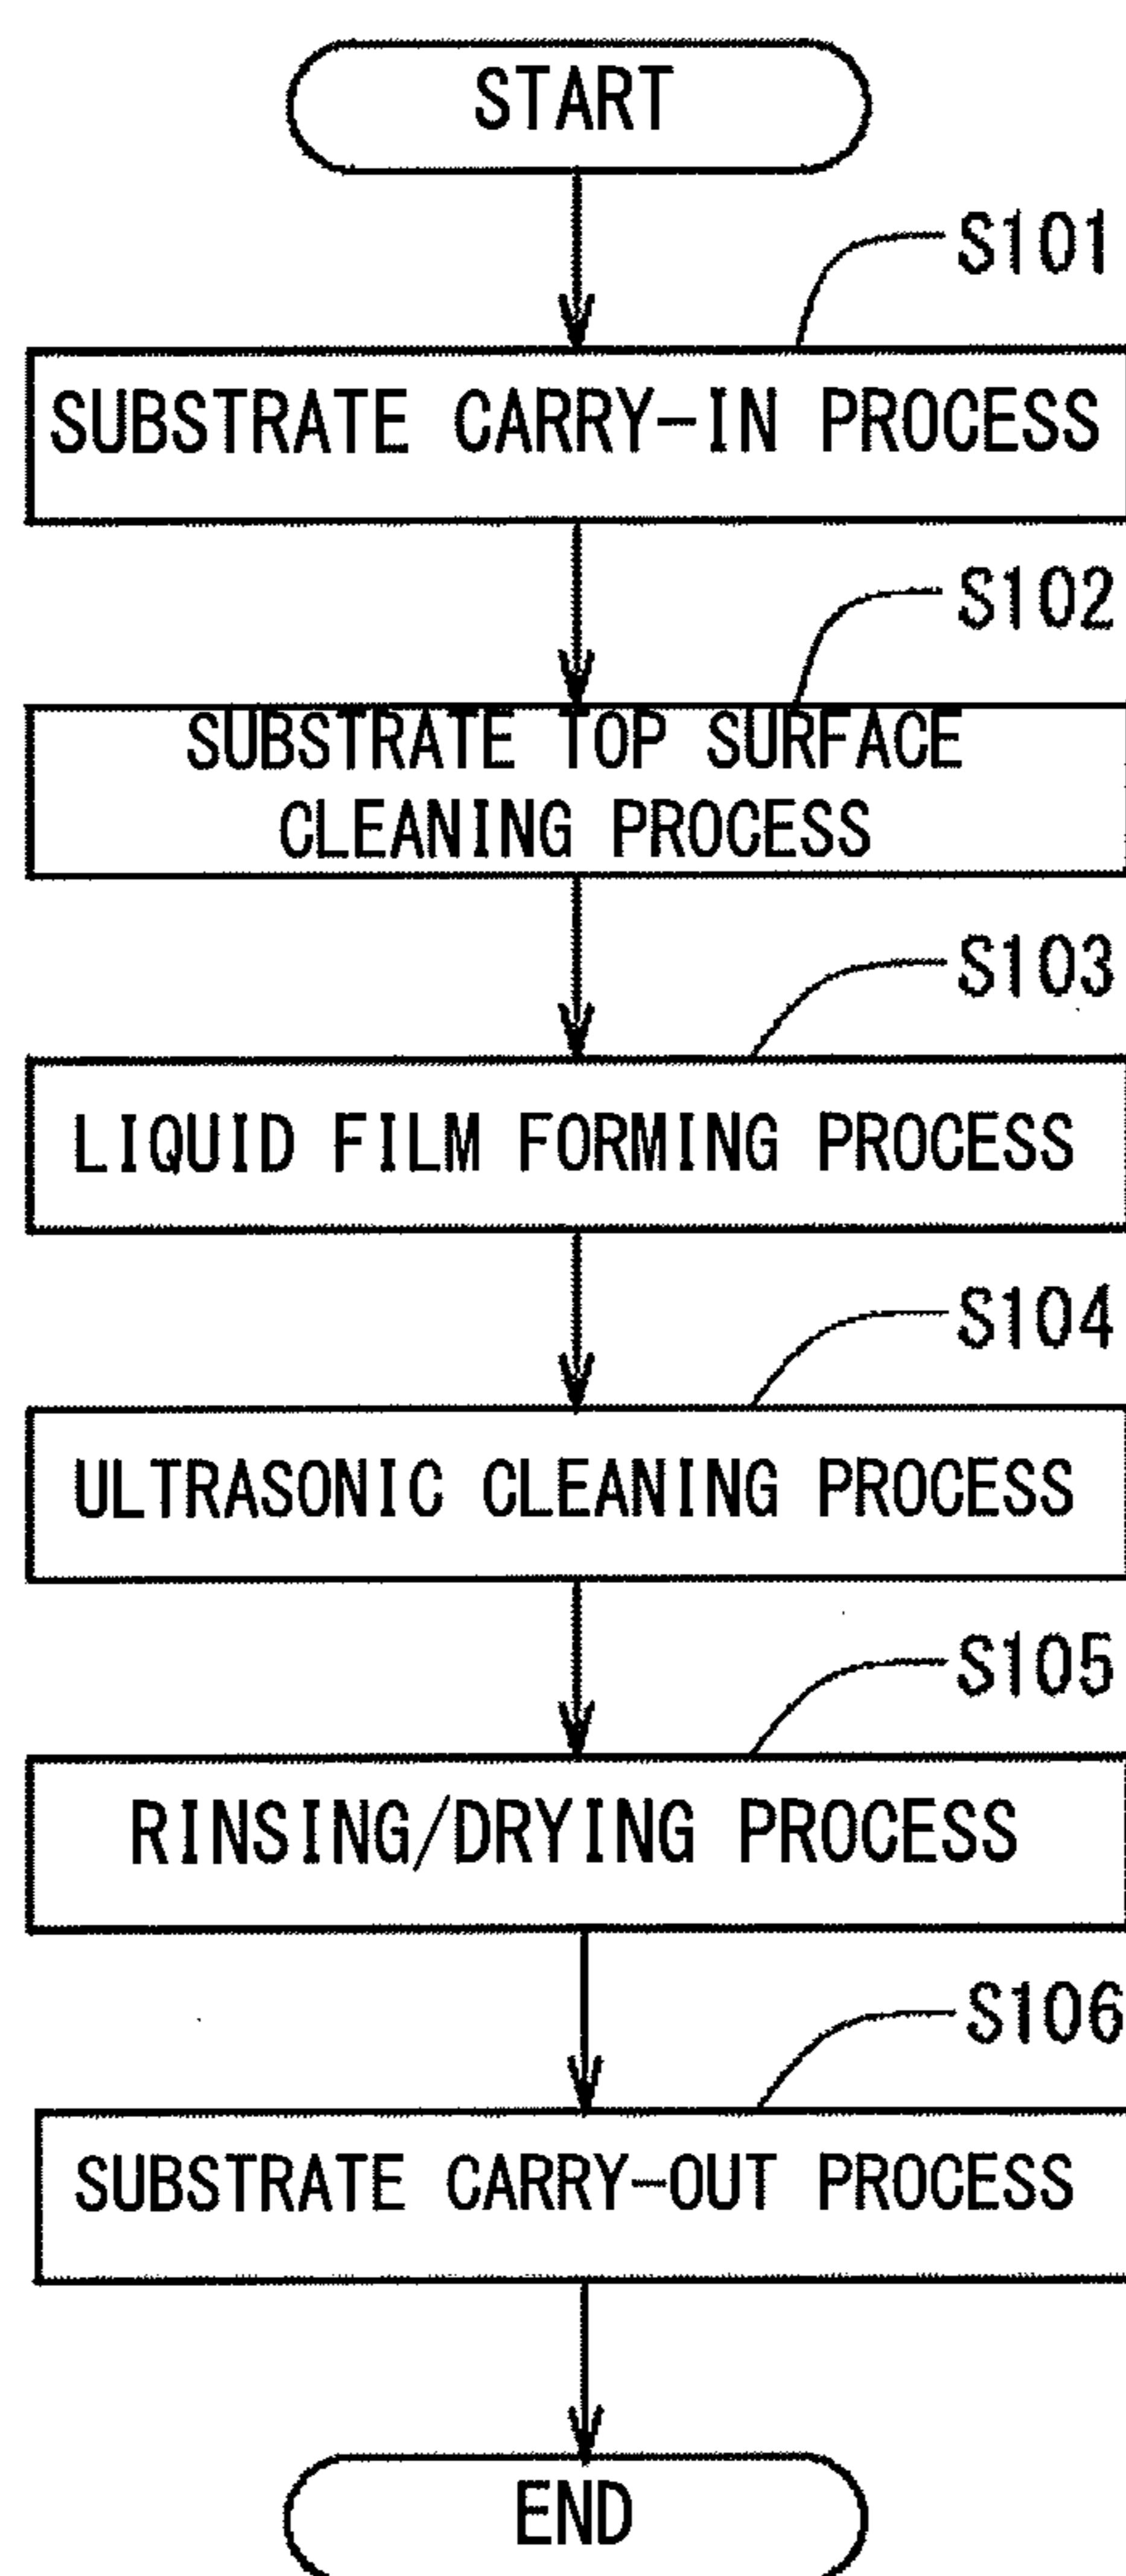 START
S101
SUBSTRATE CARRY-IN PROCESS
S102
SUBSTRATE TOP SURFACE
CLEANING PROCESS
S103
LIQUID FILM FORMING PROCESS
S104
ULTRASONIC CLEANING PROCESS
S105
RINSING/DRYING PROCESS
S106
SUBSTRATE CARRY-OUT PROCESS
END